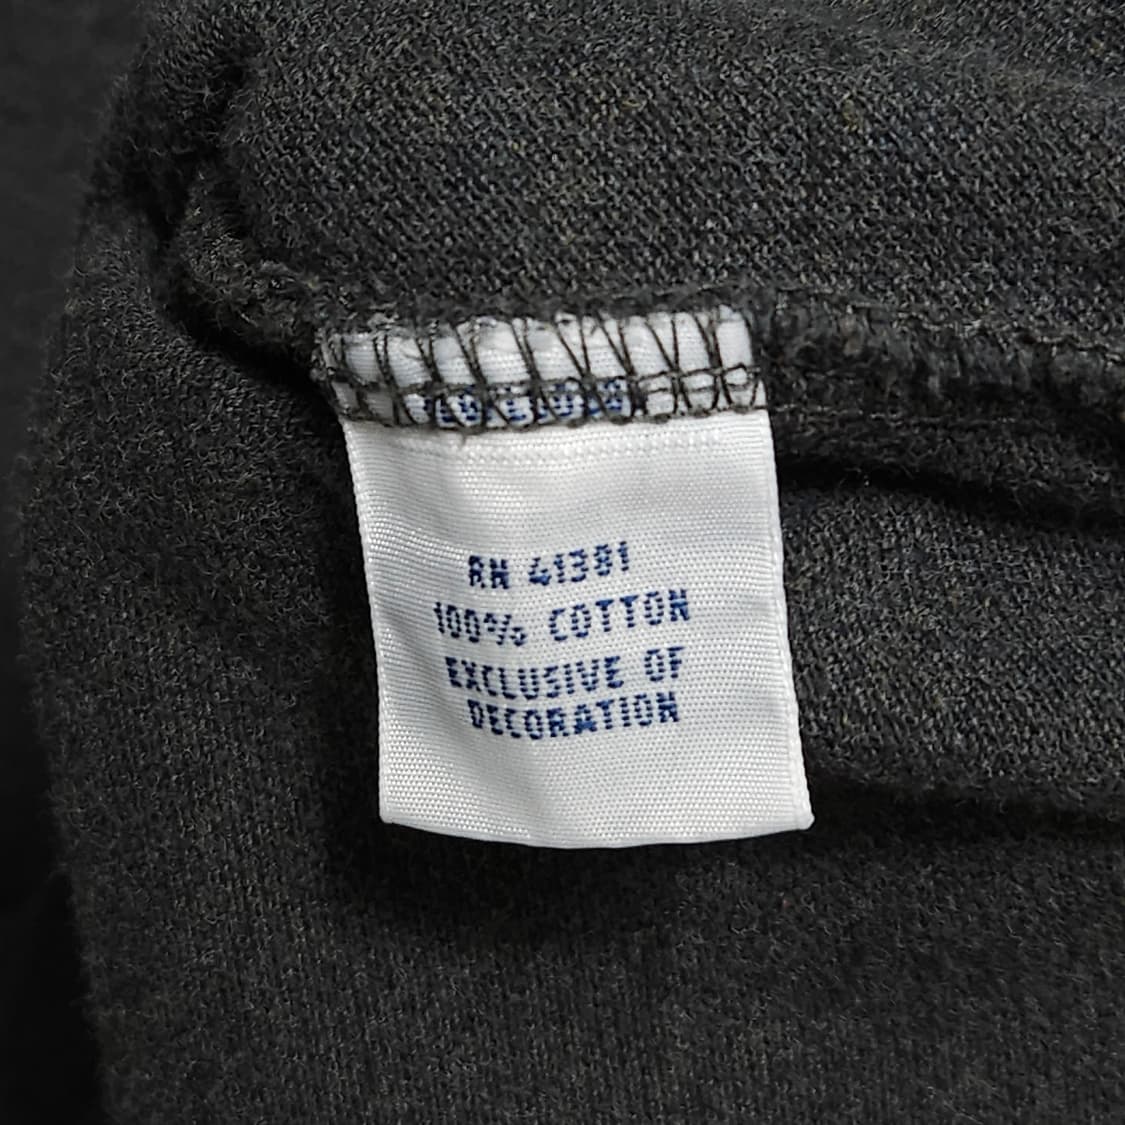 RN 41381
100% COTTON
EXCLUSIVE OF
DECORATION